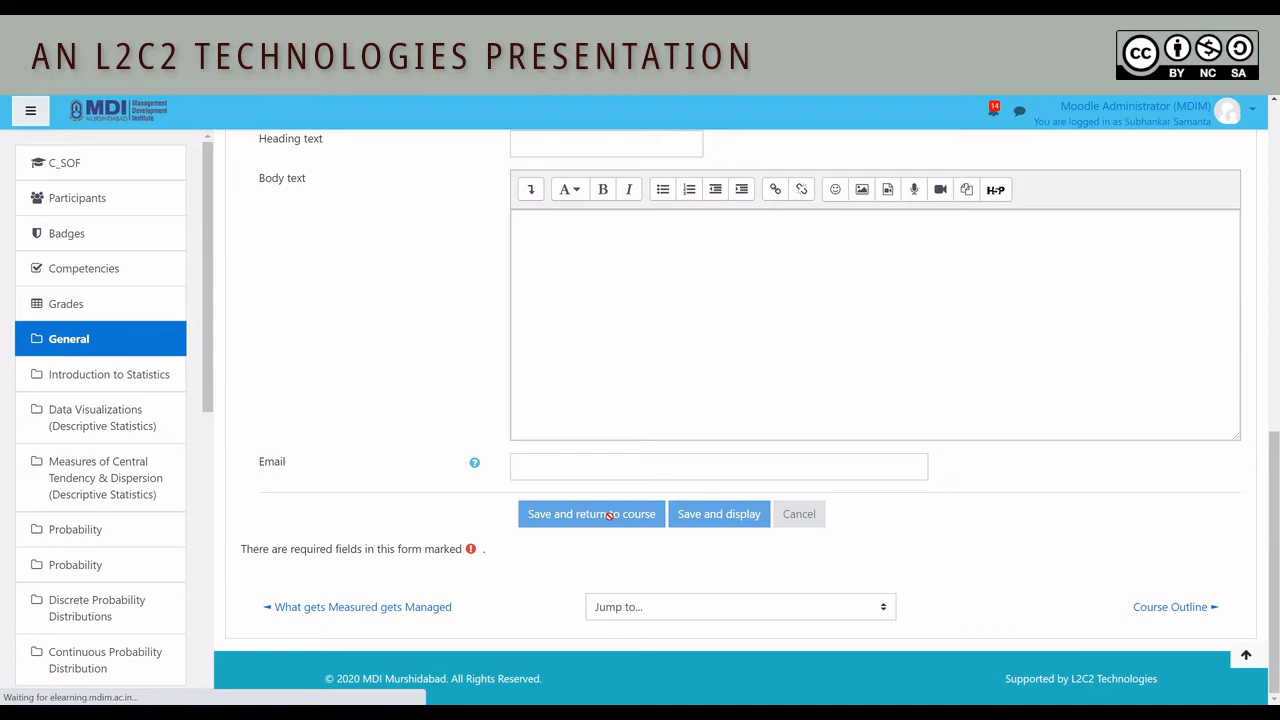 AN L2C2 TECHNOLOGIES PRESENTATION
cc
BY NC SA
MDI Management Development Institute
MURSHIDABAD
14
Moodle Administrator (MDIM)
You are logged in as Subhankar Samanta
C_SOF
Participants
Badges
Competencies
Grades
General
Introduction to Statistics
Data Visualizations
(Descriptive Statistics)
Measures of Central
Tendency & Dispersion
(Descriptive Statistics)
Probability
Probability
Discrete Probability
Distributions
Continuous Probability
Distribution
Heading text
Body text
A B I
H-P
Email
Save and return to course
Save and display
Cancel
There are required fields in this form marked .
◄ What gets Measured gets Managed
Jump to...
Course Outline ►
© 2020 MDI Murshidabad. All Rights Reserved.
Supported by L2C2 Technologies
Waiting for elearning.mdim.ac.in...